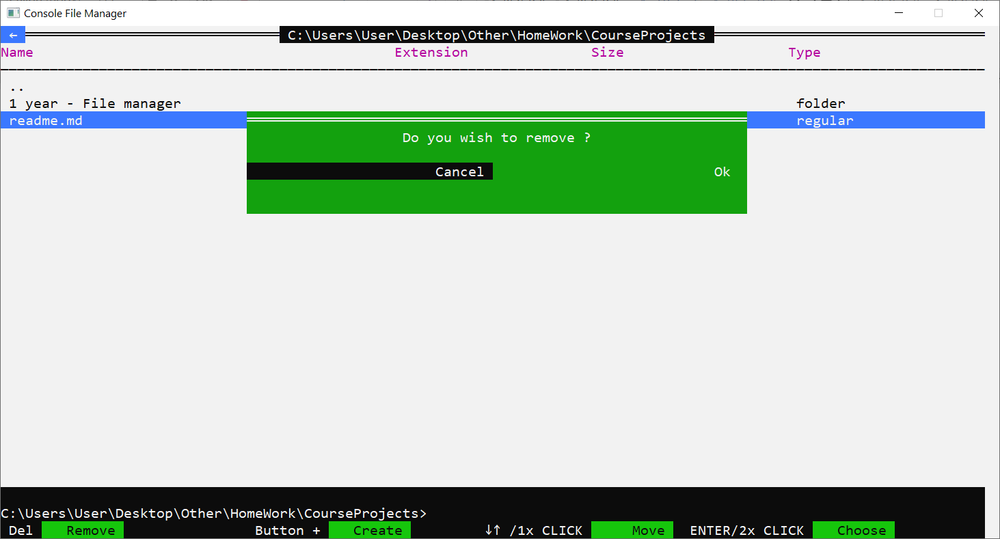 Console File Manager
← C:\Users\User\Desktop\Other\HomeWork\CourseProjects
Name Extension Size Type
..
1 year - File manager folder
readme.md regular
Do you wish to remove ?
Cancel Ok
C:\Users\User\Desktop\Other\HomeWork\CourseProjects>
Del Remove Button + Create ↓↑ /1x CLICK Move ENTER/2x CLICK Choose